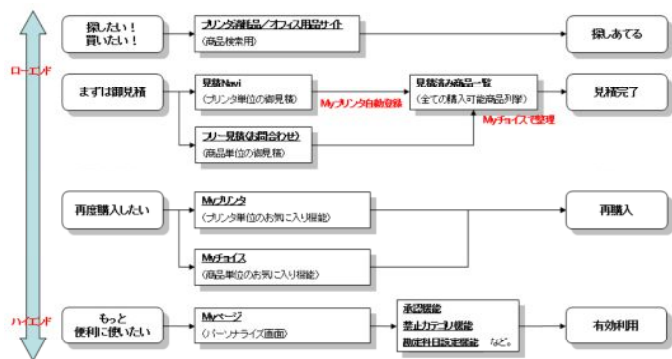 探したい！
買いたい！
プリンタ消耗品／オフィス用品サイト
（商品検索用）
探しあてる
ローエンド
まずは御見積
見積Navi
（プリンタ単位の御見積）
Myプリンタ自動登録
見積済み商品一覧
（全ての購入可能商品列挙）
見積完了
Myチョイスで整理
フリー見積（お問合わせ）
（商品単位の御見積）
再度購入したい
Myプリンタ
（プリンタ単位のお気に入り機能）
再購入
Myチョイス
（商品単位のお気に入り機能）
ハイエンド
もっと
便利に使いたい
Myページ
（パーソナライズ画面）
承認機能
禁止カテゴリ機能
勘定科目設定機能　など。
有効利用